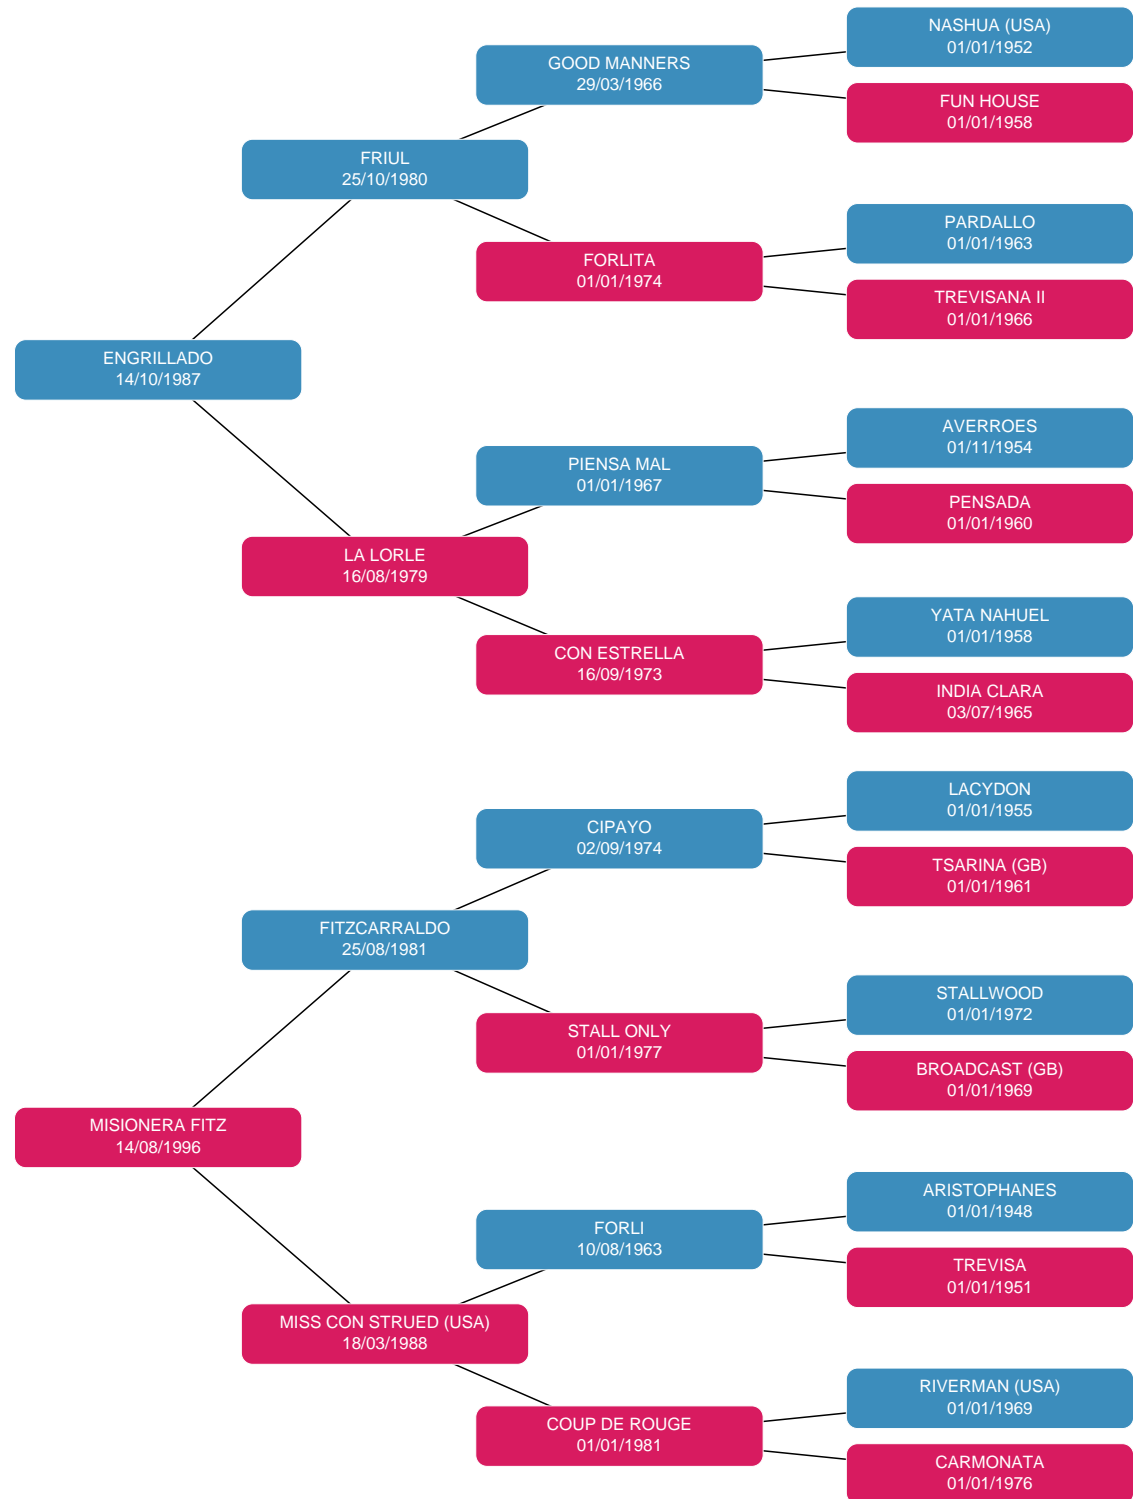 NASHUA (USA)
01/01/1952
GOOD MANNERS
29/03/1966
FUN HOUSE
01/01/1958
FRIUL
25/10/1980
PARDALLO
01/01/1963
FORLITA
01/01/1974
TREVISANA II
01/01/1966
ENGRILLADO
14/10/1987
AVERROES
01/11/1954
PIENSA MAL
01/01/1967
PENSADA
01/01/1960
LA LORLE
16/08/1979
YATA NAHUEL
01/01/1958
CON ESTRELLA
16/09/1973
INDIA CLARA
03/07/1965
LACYDON
01/01/1955
CIPAYO
02/09/1974
TSARINA (GB)
01/01/1961
FITZCARRALDO
25/08/1981
STALLWOOD
01/01/1972
STALL ONLY
01/01/1977
BROADCAST (GB)
01/01/1969
MISIONERA FITZ
14/08/1996
ARISTOPHANES
01/01/1948
FORLI
10/08/1963
TREVISA
01/01/1951
MISS CON STRUED (USA)
18/03/1988
RIVERMAN (USA)
01/01/1969
COUP DE ROUGE
01/01/1981
CARMONATA
01/01/1976